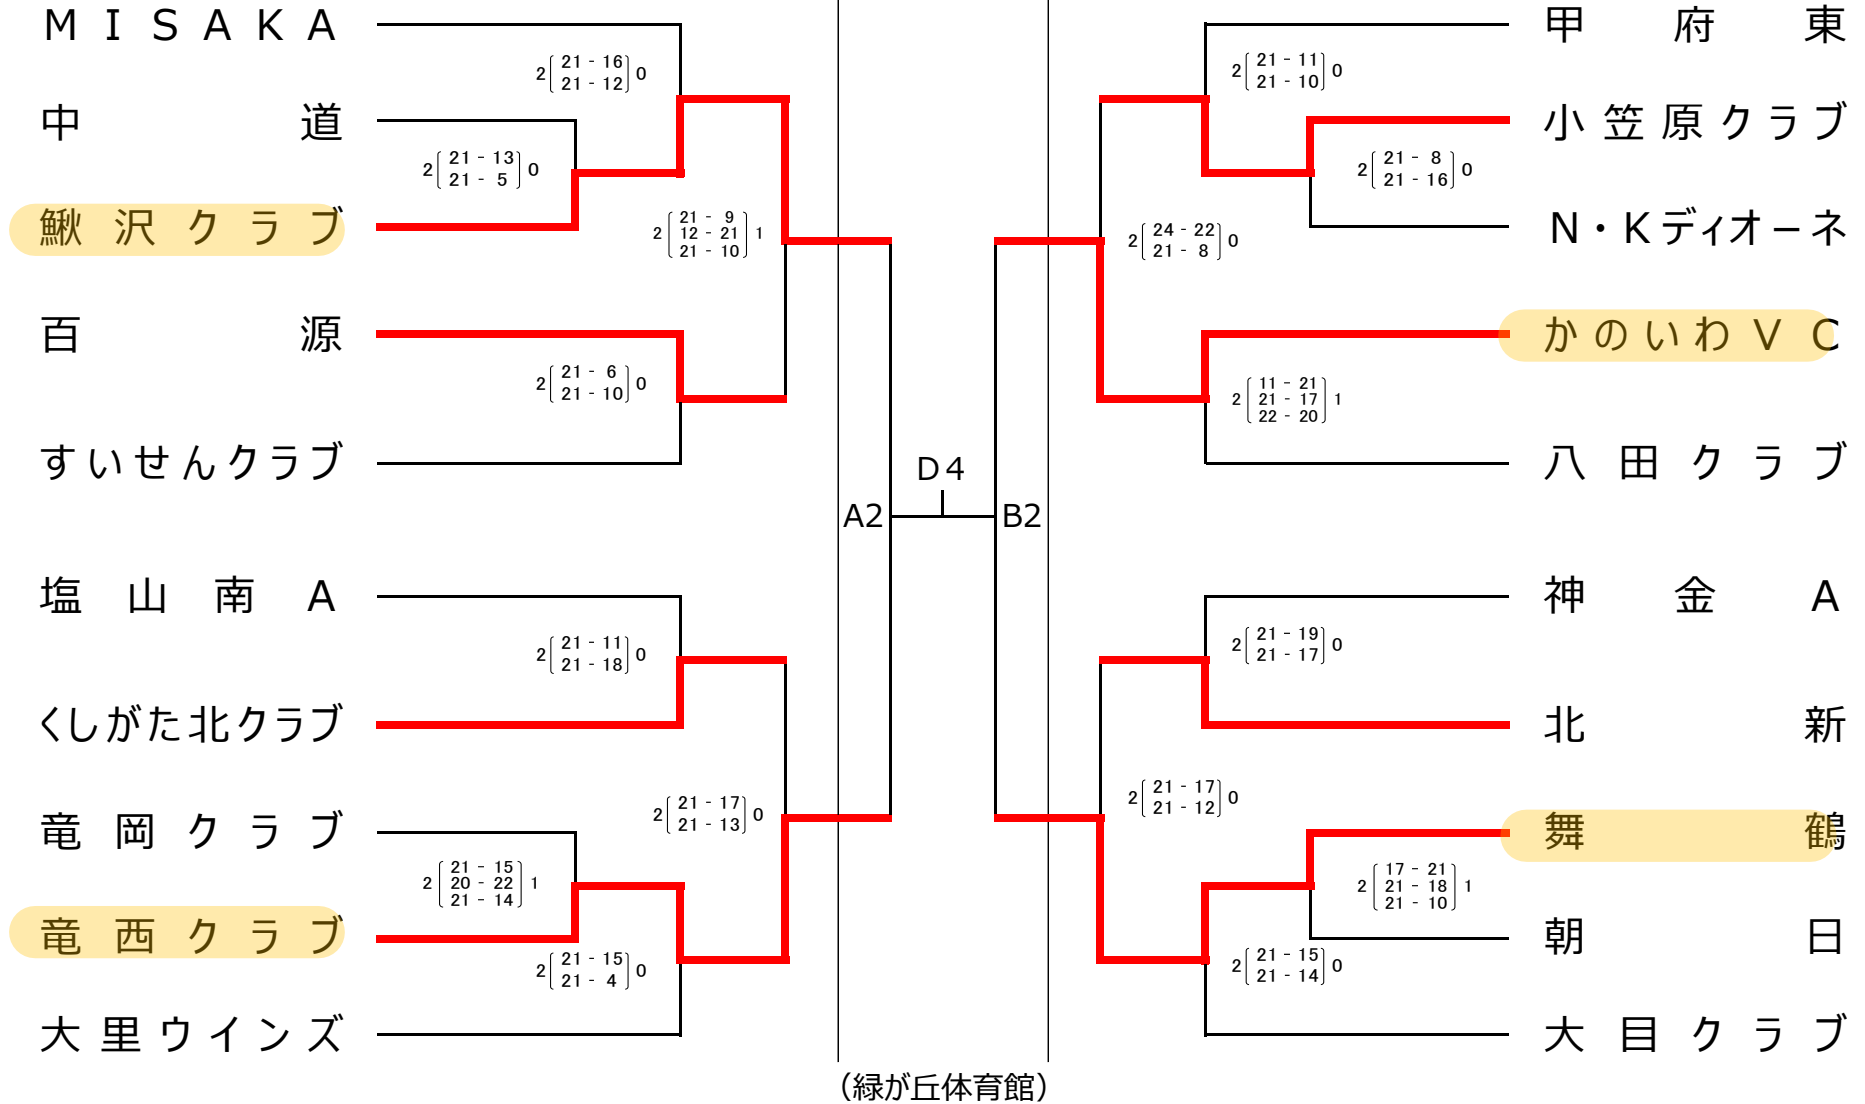 ＭＩＳＡＫＡ
2 21 - 16 0
21 - 12
中道
2 21 - 13 0
21 - 5
鰍沢クラブ
2 21 - 9 1
12 - 21
21 - 10
百源
2 21 - 6 0
21 - 10
すいせんクラブ
塩山南Ａ
2 21 - 11 0
21 - 18
くしがた北クラブ
2 21 - 17 0
21 - 13
竜岡クラブ
2 21 - 15 1
20 - 22
21 - 14
竜西クラブ
2 21 - 15 0
21 - 4
大里ウインズ
Ｄ４
A2
B2
甲府東
2 21 - 11 0
21 - 10
小笠原クラブ
2 21 - 8 0
21 - 16
Ｎ・Ｋディオーネ
2 24 - 22 0
21 - 8
かのいわＶＣ
2 11 - 21 1
21 - 17
22 - 20
八田クラブ
神金Ａ
2 21 - 19 0
21 - 17
北新
2 21 - 17 0
21 - 12
舞鶴
2 17 - 21 1
21 - 18
21 - 10
朝日
2 21 - 15 0
21 - 14
大目クラブ
（緑が丘体育館）